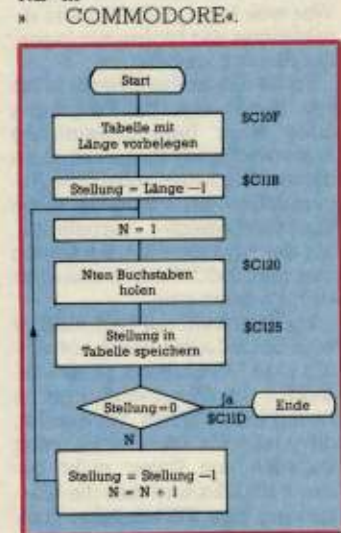 » COMMODORE«.
Start
Tabelle mit
Länge vorbelegen
$C10F
Stellung = Länge —1
$C11B
N = 1
Nten Buchstaben
holen
$C120
Stellung in
Tabelle speichern
$C125
Stellung=0
Ja
$C11D
Ende
N
Stellung = Stellung —1
N = N + 1